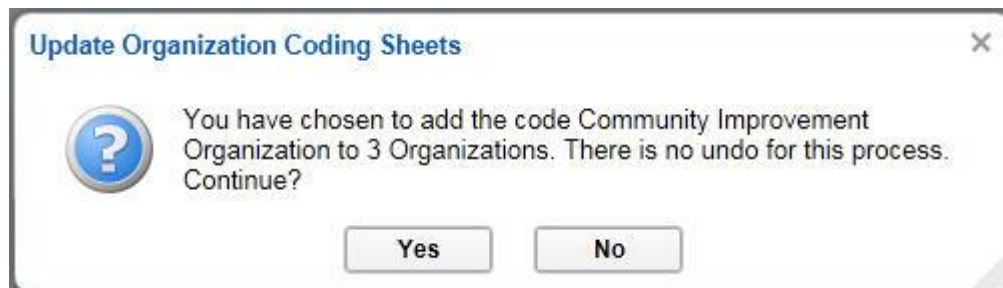 Update Organization Coding Sheets
You have chosen to add the code Community Improvement
Organization to 3 Organizations. There is no undo for this process.
Continue?
Yes No